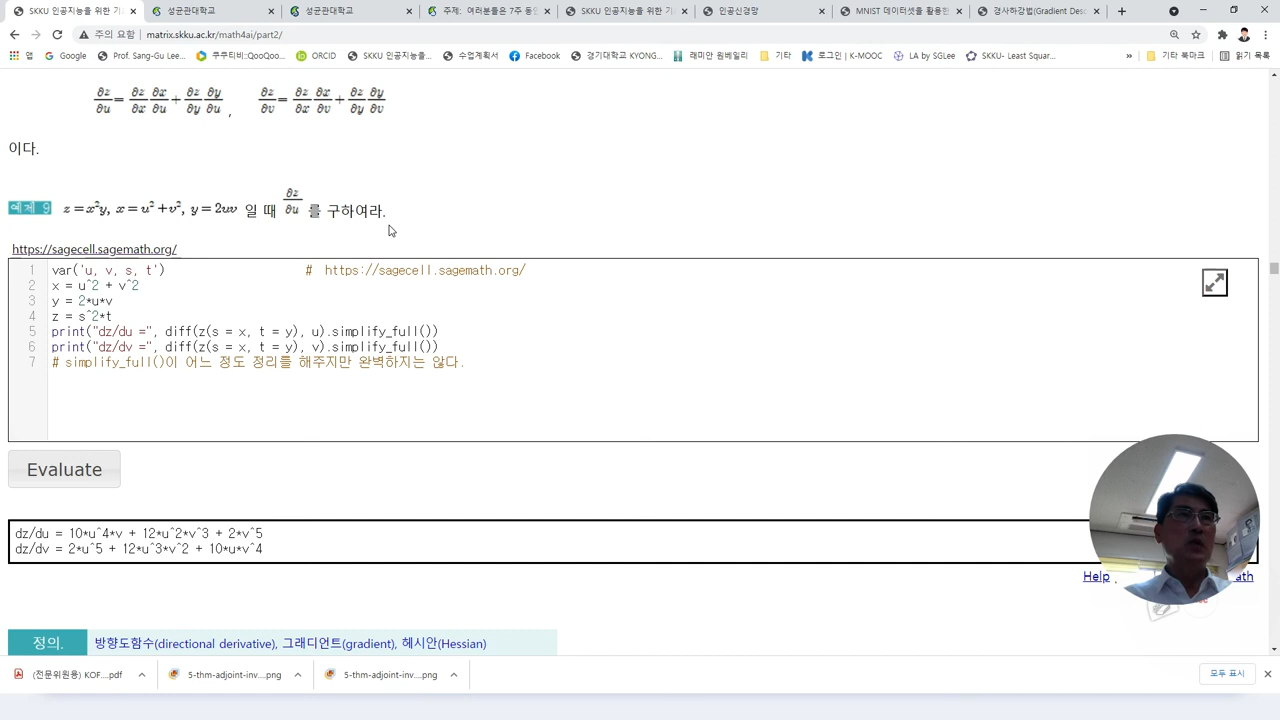 SKKU 인공지능을 위한 기
성균관대학교
성균관대학교
주제: 여러분들은 7주 동안
SKKU 인공지능을 위한 기
인공신경망
MNIST 데이터셋을 활용한
경사하강법(Gradient Des
주의 요함 | matrix.skku.ac.kr/math4ai/part2/
앱
Google
Prof. Sang-Gu Lee...
쿠쿠티비::QooQoo...
ORCID
SKKU 인공지능을...
수업계획서
Facebook
경기대학교 KYONG...
래미안 원베일리
기타
로그인 | K-MOOC
LA by SGLee
SKKU- Least Squar...
»
기타 북마크
읽기 목록
∂z/∂u = ∂z/∂x ∂x/∂u + ∂z/∂y ∂y/∂u , ∂z/∂v = ∂z/∂x ∂x/∂v + ∂z/∂y ∂y/∂v
이다.
예제 9 z = x²y, x = u² + v², y = 2uv 일 때 ∂z/∂u 를 구하여라.
https://sagecell.sagemath.org/
1 var('u, v, s, t') # https://sagecell.sagemath.org/
2 x = u^2 + v^2
3 y = 2*u*v
4 z = s^2*t
5 print("dz/du =", diff(z(s = x, t = y), u).simplify_full())
6 print("dz/dv =", diff(z(s = x, t = y), v).simplify_full())
7 # simplify_full()이 어느 정도 정리를 해주지만 완벽하지는 않다.
Evaluate
dz/du = 10*u^4*v + 12*u^2*v^3 + 2*v^5
dz/dv = 2*u^5 + 12*u^3*v^2 + 10*u*v^4
Help
정의. 방향도함수(directional derivative), 그래디언트(gradient), 헤시안(Hessian)
(전문위원용) KOF....pdf
5-thm-adjoint-inv....png
5-thm-adjoint-inv....png
모두 표시